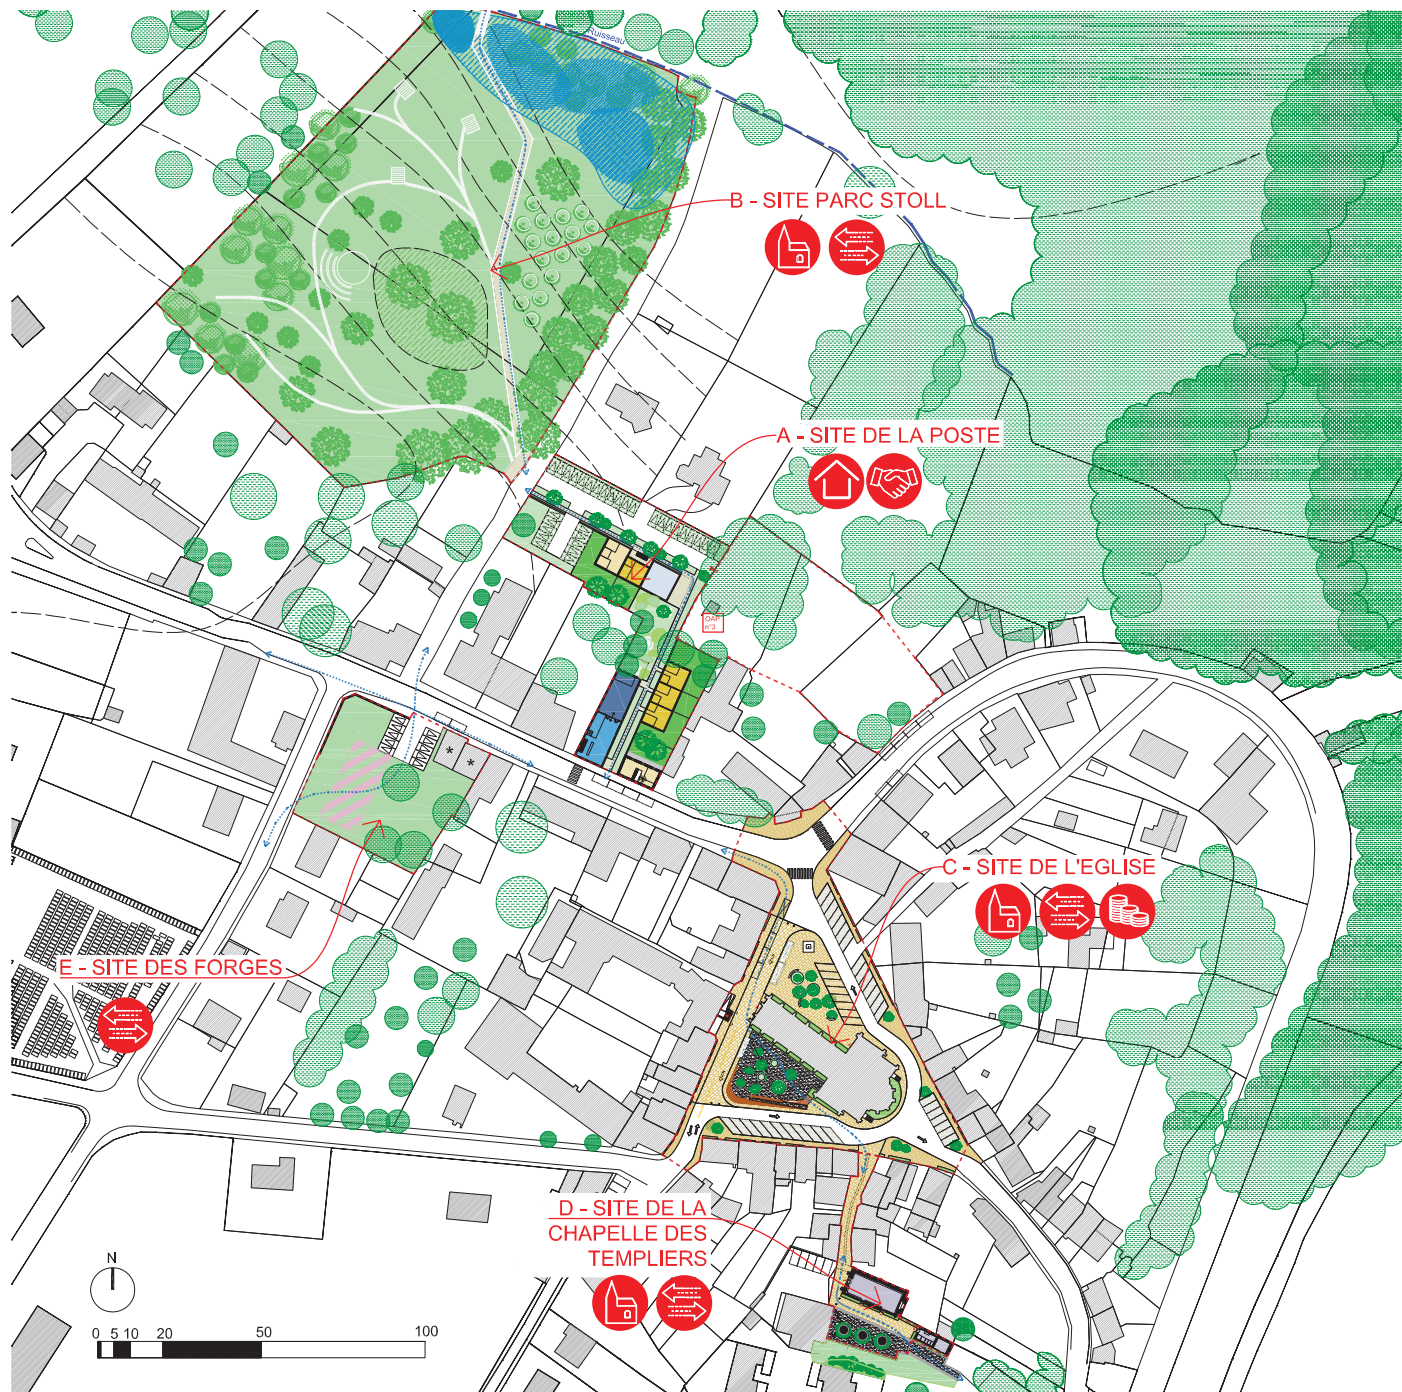 Ruisseau
B - SITE PARC STOLL
A - SITE DE LA POSTE
OAP
n°3
C - SITE DE L'EGLISE
E - SITE DES FORGES
D - SITE DE LA
CHAPELLE DES
TEMPLIERS
N
0 5 10 20 50 100